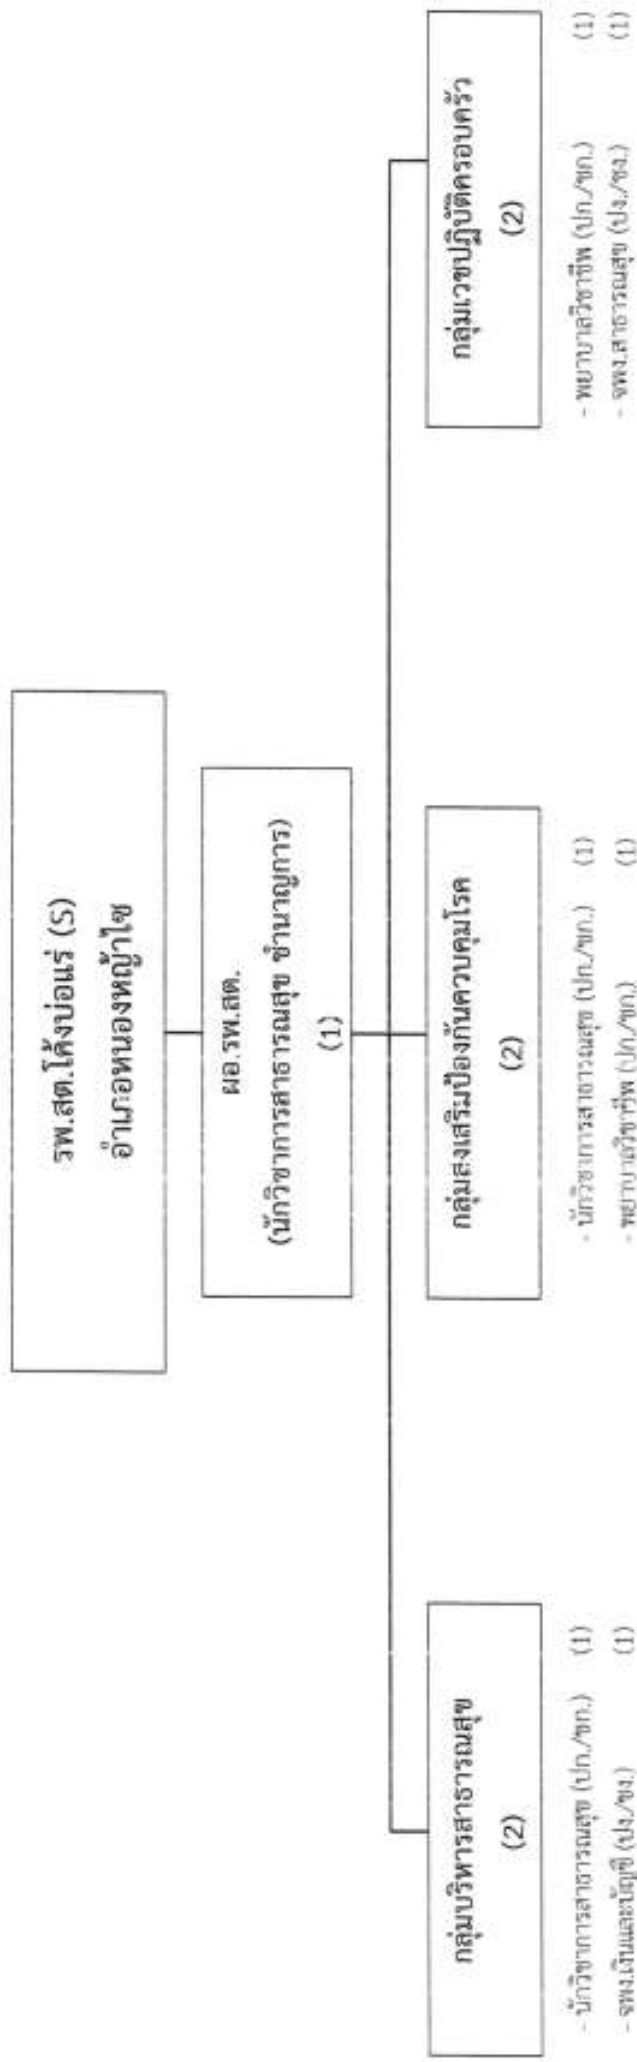 รพ.สต.โค้งบ่อแร่ (S)
อำเภอหนองหญ้าไซ
ผอ.รพ.สต.
(นักวิชาการสาธารณสุข ชำนาญการ)
(1)
กลุ่มบริหารสาธารณสุข
(2)
- นักวิชาการสาธารณสุข (ปก./ชก.) (1)
- จพง.เงินและบัญชี (ปง./ชง.) (1)
กลุ่มส่งเสริมป้องกันควบคุมโรค
(2)
- นักวิชาการสาธารณสุข (ปก./ชก.) (1)
- พยาบาลวิชาชีพ (ปก./ชก.) (1)
กลุ่มเวชปฏิบัติครอบครัว
(2)
- พยาบาลวิชาชีพ (ปก./ชก.) (1)
- จพง.สาธารณสุข (ปง./ชง.) (1)